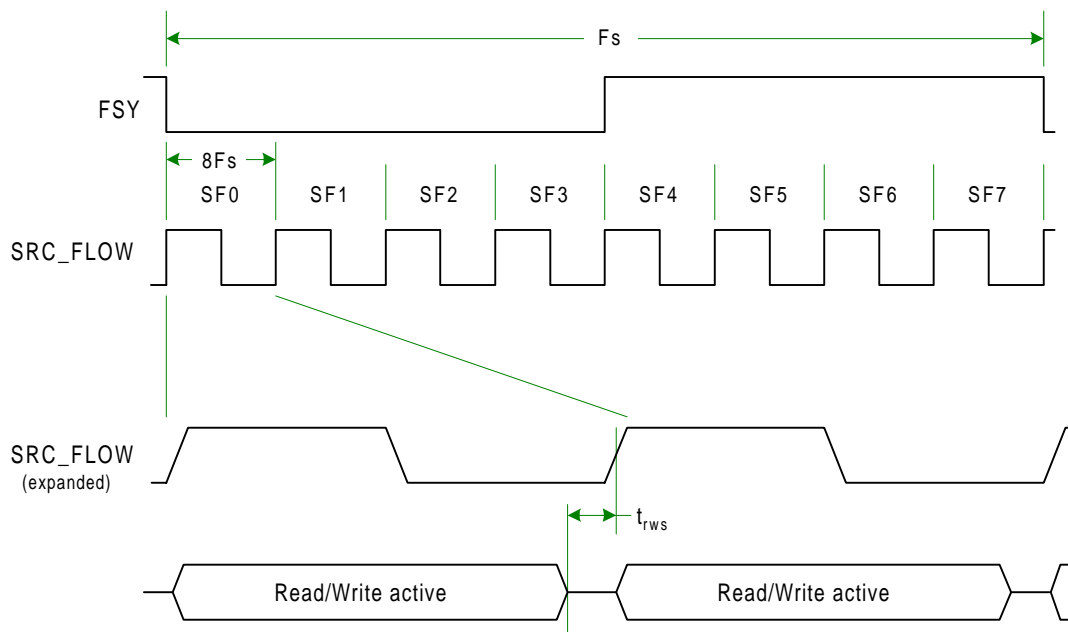 Fs
FSY
8Fs
SF0 SF1 SF2 SF3 SF4 SF5 SF6 SF7
SRC_FLOW
SRC_FLOW
(expanded)
trws
Read/Write active Read/Write active